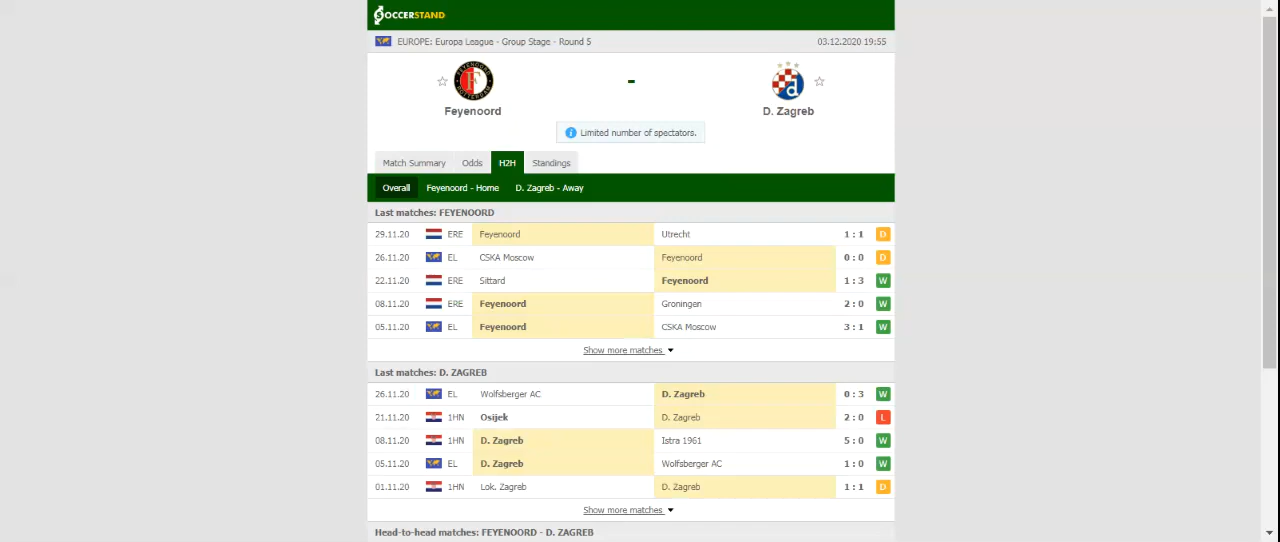 SOCCERSTAND
EUROPE: Europa League - Group Stage - Round 5 03.12.2020 19:55
Feyenoord - D. Zagreb
Limited number of spectators.
Match Summary Odds H2H Standings
Overall Feyenoord - Home D. Zagreb - Away
Last matches: FEYENOORD
29.11.20 ERE Feyenoord Utrecht 1 : 1 D
26.11.20 EL CSKA Moscow Feyenoord 0 : 0 D
22.11.20 ERE Sittard Feyenoord 1 : 3 W
08.11.20 ERE Feyenoord Groningen 2 : 0 W
05.11.20 EL Feyenoord CSKA Moscow 3 : 1 W
Show more matches
Last matches: D. ZAGREB
26.11.20 EL Wolfsberger AC D. Zagreb 0 : 3 W
21.11.20 1HN Osijek D. Zagreb 2 : 0 L
08.11.20 1HN D. Zagreb Istra 1961 5 : 0 W
05.11.20 EL D. Zagreb Wolfsberger AC 1 : 0 W
01.11.20 1HN Lok. Zagreb D. Zagreb 1 : 1 D
Show more matches
Head-to-head matches: FEYENOORD - D. ZAGREB